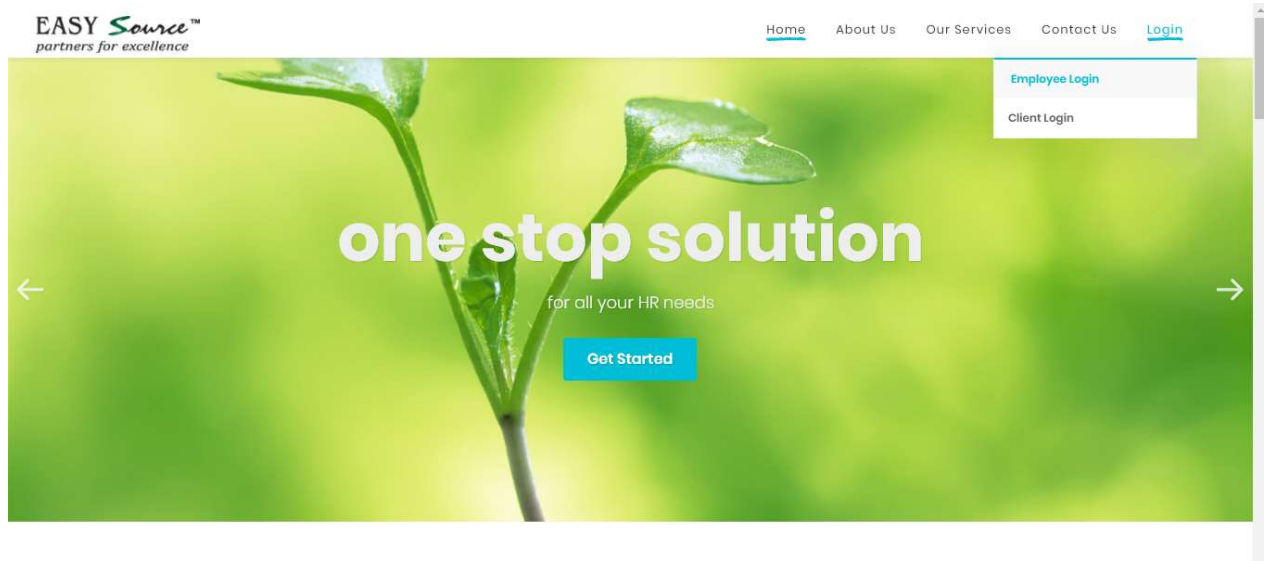 EASY Source™
partners for excellence
Home About Us Our Services Contact Us Login
Employee Login
Client Login
one stop solution
for all your HR needs
Get Started